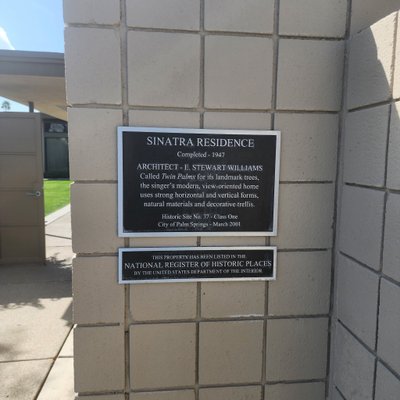 SINATRA RESIDENCE
Completed - 1947
ARCHITECT - E. STEWART WILLIAMS
Called Twin Palms for its landmark trees,
the singer's modern, view-oriented home
uses strong horizontal and vertical forms,
natural materials and decorative trellis.
Historic Site No. 37 - Class One
City of Palm Springs - March 2001
THIS PROPERTY HAS BEEN LISTED IN THE
NATIONAL REGISTER OF HISTORIC PLACES
BY THE UNITED STATES DEPARTMENT OF THE INTERIOR